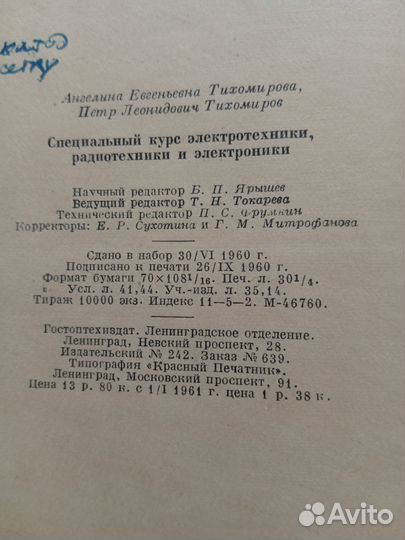 Ангелина Евгеньевна Тихомирова,
Петр Леонидович Тихомиров
Специальный курс электротехники,
радиотехники и электроники
Научный редактор Б. П. Ярышев
Ведущий редактор Т. Н. Токарева
Технический редактор П. С. Фрумкин
Корректоры: Е. Р. Сухотина и Г. М. Митрофанова
Сдано в набор 30/VI 1960 г.
Подписано к печати 26/IX 1960 г.
Формат бумаги 70×108 1/16. Печ. л. 30 1/4.
Усл. л. 41,44. Уч.-изд. л. 35,14.
Тираж 10000 экз. Индекс 11—5—2. М-46760.
Гостоптехиздат. Ленинградское отделение.
Ленинград, Невский проспект, 28.
Издательский № 242. Заказ № 639.
Типография «Красный Печатник».
Ленинград, Московский проспект, 91.
Цена 13 р. 80 к. с 1/I 1961 г. цена 1 р. 38 к.
Avito